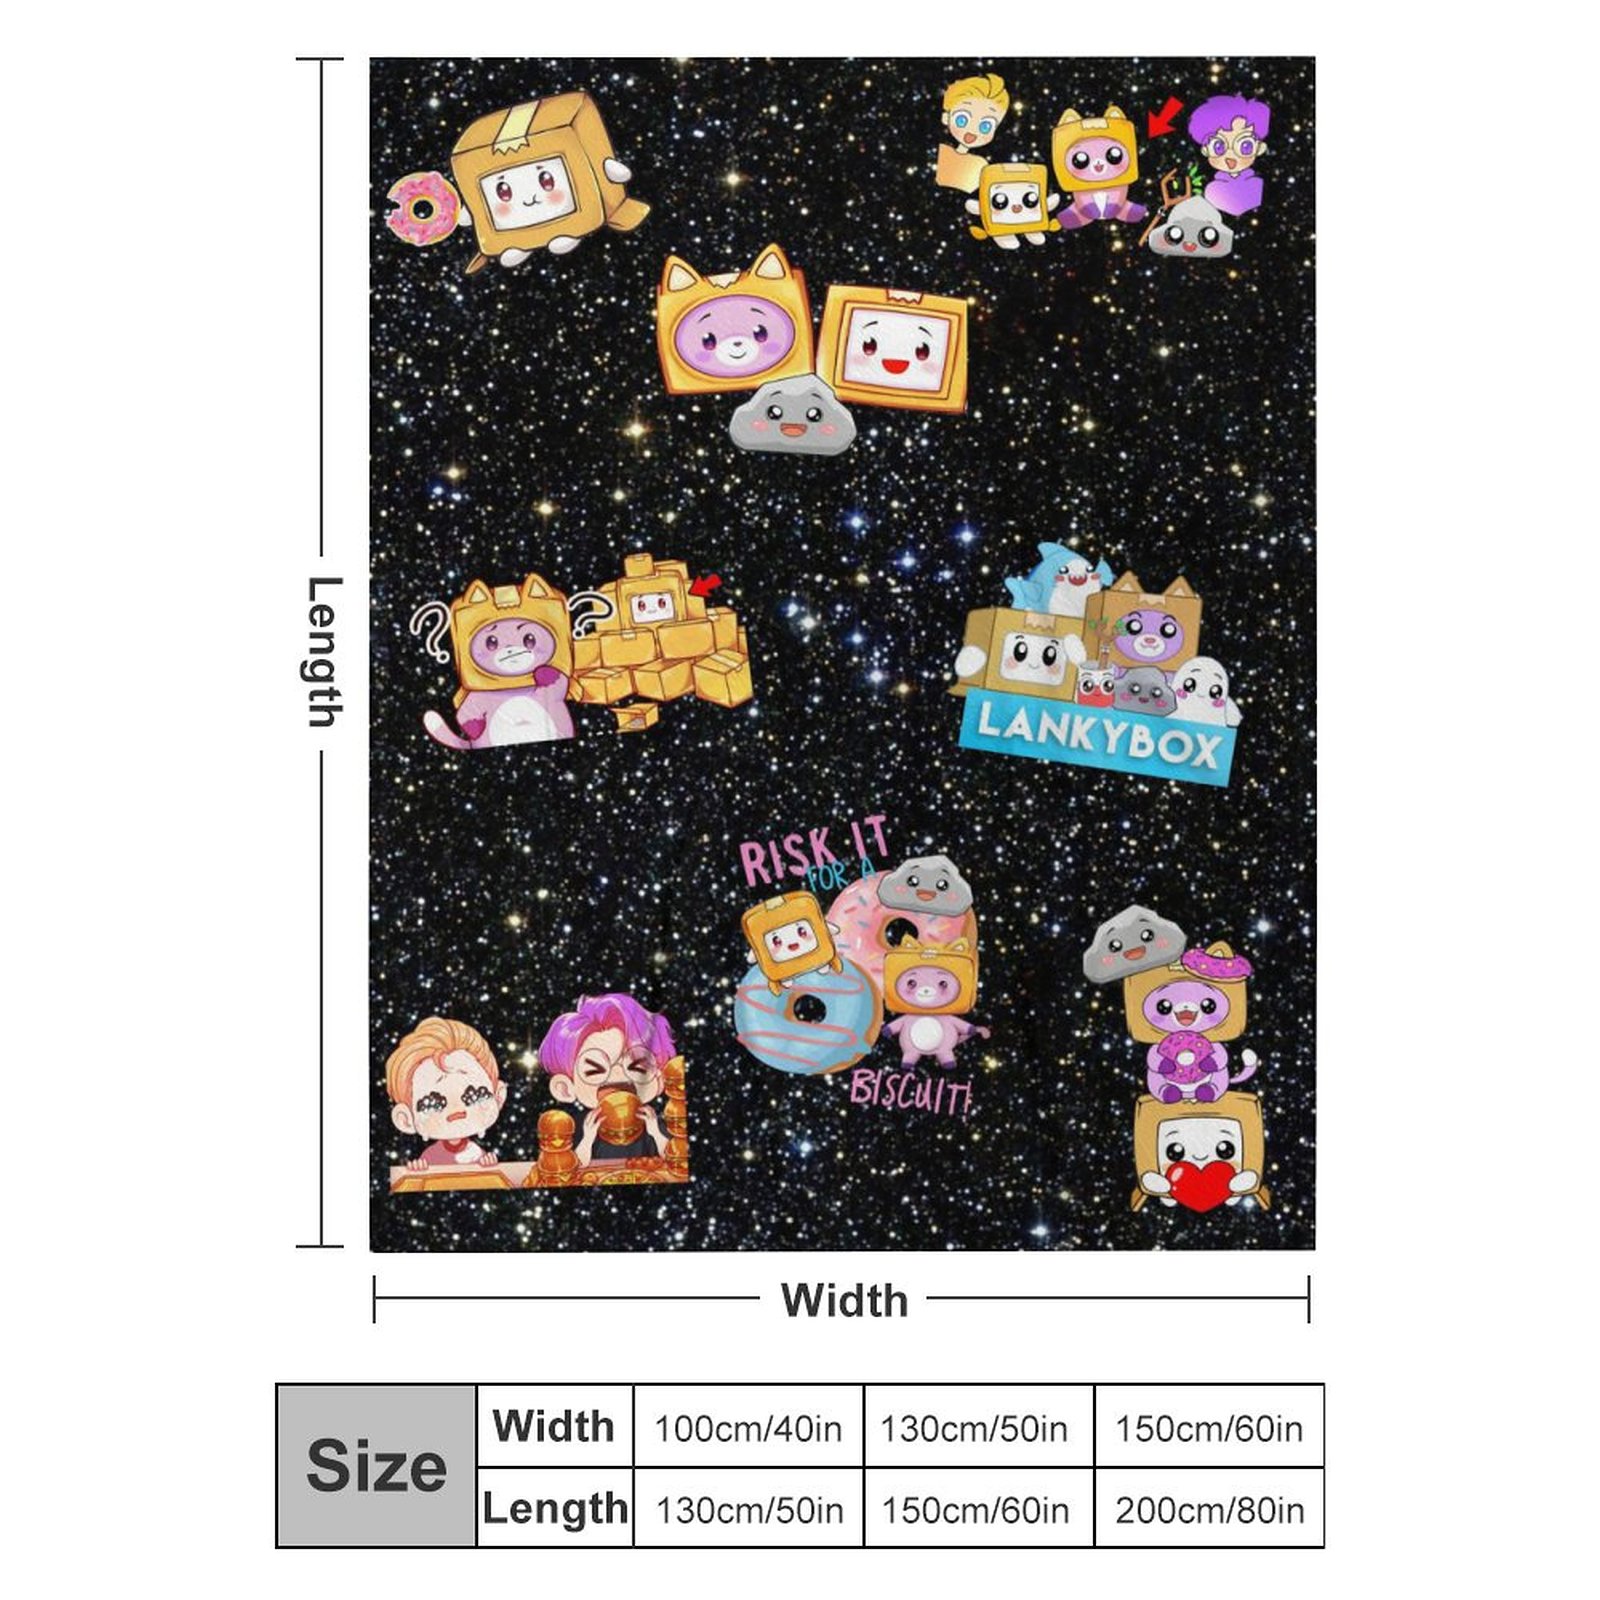 Length
? ?
LANKYBOX
RISK IT
FOR A
BISCUIT!
Width
Size
Width 100cm/40in 130cm/50in 150cm/60in
Length 130cm/50in 150cm/60in 200cm/80in